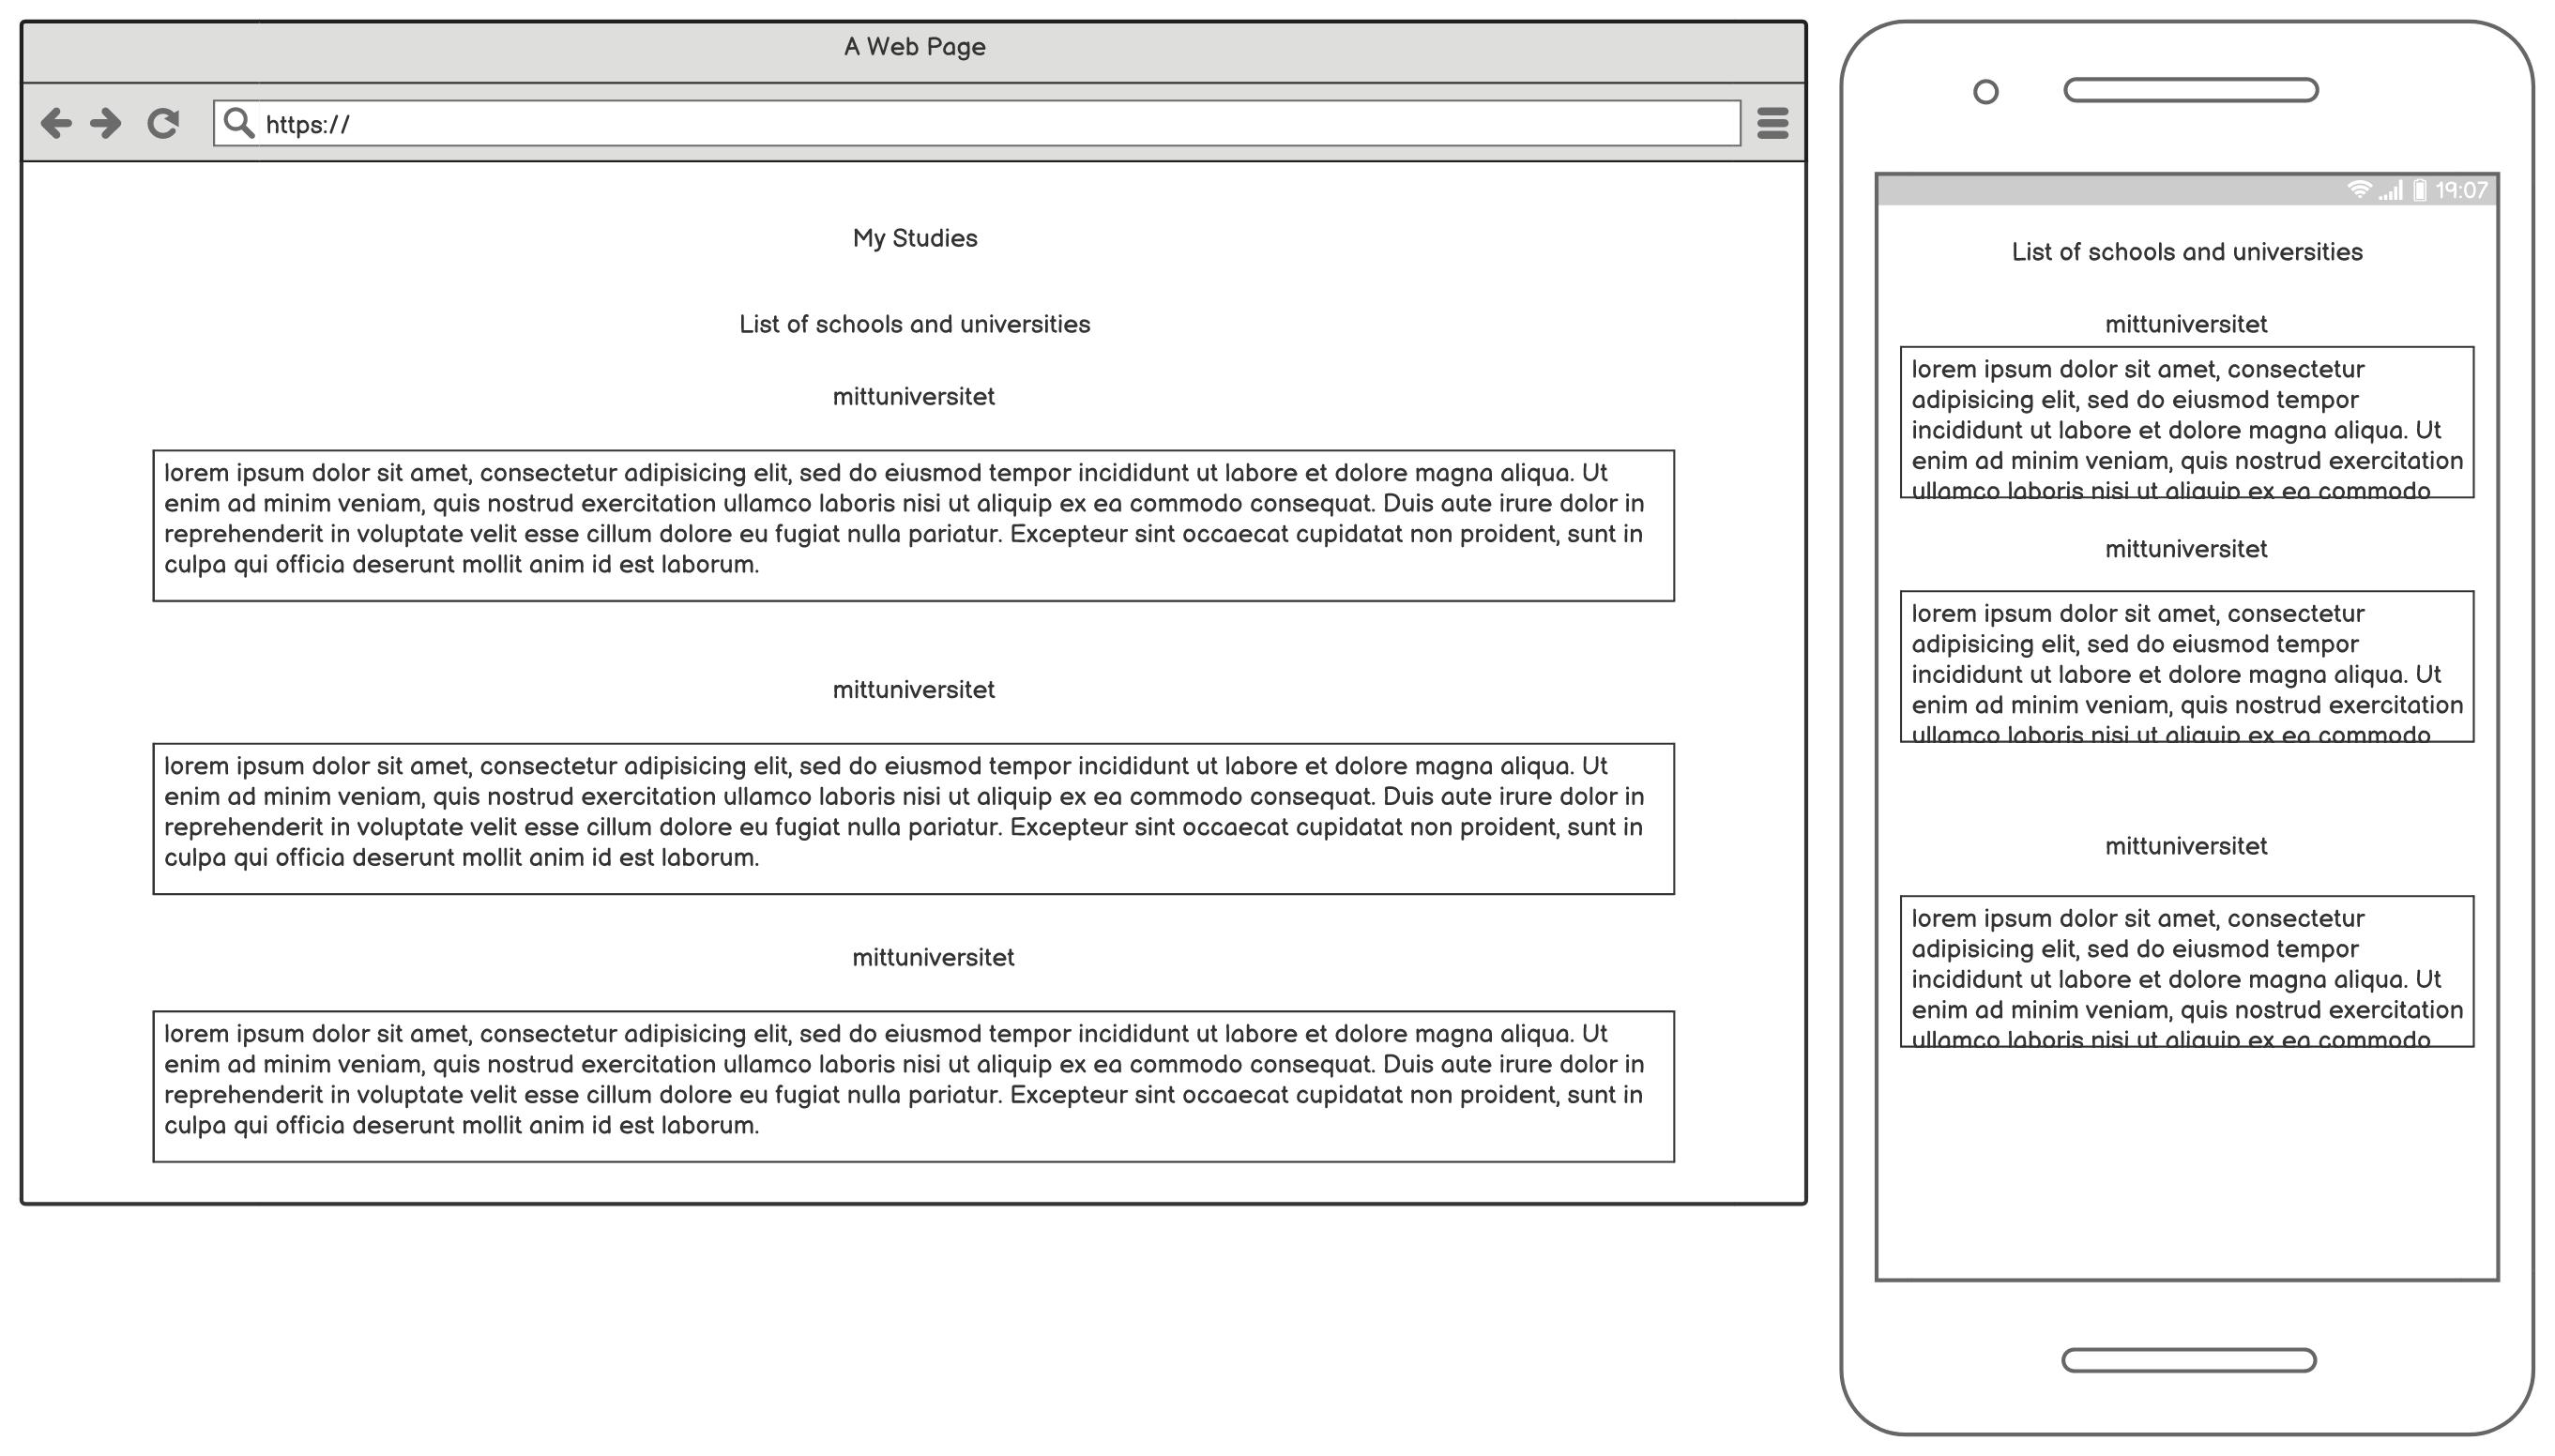 A Web Page
https://
My Studies
List of schools and universities
mittuniversitet
lorem ipsum dolor sit amet, consectetur adipisicing elit, sed do eiusmod tempor incididunt ut labore et dolore magna aliqua. Ut
enim ad minim veniam, quis nostrud exercitation ullamco laboris nisi ut aliquip ex ea commodo consequat. Duis aute irure dolor in
reprehenderit in voluptate velit esse cillum dolore eu fugiat nulla pariatur. Excepteur sint occaecat cupidatat non proident, sunt in
culpa qui officia deserunt mollit anim id est laborum.
mittuniversitet
lorem ipsum dolor sit amet, consectetur adipisicing elit, sed do eiusmod tempor incididunt ut labore et dolore magna aliqua. Ut
enim ad minim veniam, quis nostrud exercitation ullamco laboris nisi ut aliquip ex ea commodo consequat. Duis aute irure dolor in
reprehenderit in voluptate velit esse cillum dolore eu fugiat nulla pariatur. Excepteur sint occaecat cupidatat non proident, sunt in
culpa qui officia deserunt mollit anim id est laborum.
mittuniversitet
lorem ipsum dolor sit amet, consectetur adipisicing elit, sed do eiusmod tempor incididunt ut labore et dolore magna aliqua. Ut
enim ad minim veniam, quis nostrud exercitation ullamco laboris nisi ut aliquip ex ea commodo consequat. Duis aute irure dolor in
reprehenderit in voluptate velit esse cillum dolore eu fugiat nulla pariatur. Excepteur sint occaecat cupidatat non proident, sunt in
culpa qui officia deserunt mollit anim id est laborum.
19:07
List of schools and universities
mittuniversitet
lorem ipsum dolor sit amet, consectetur
adipisicing elit, sed do eiusmod tempor
incididunt ut labore et dolore magna aliqua. Ut
enim ad minim veniam, quis nostrud exercitation
ullamco laboris nisi ut aliquip ex ea commodo
mittuniversitet
lorem ipsum dolor sit amet, consectetur
adipisicing elit, sed do eiusmod tempor
incididunt ut labore et dolore magna aliqua. Ut
enim ad minim veniam, quis nostrud exercitation
ullamco laboris nisi ut aliquip ex ea commodo
mittuniversitet
lorem ipsum dolor sit amet, consectetur
adipisicing elit, sed do eiusmod tempor
incididunt ut labore et dolore magna aliqua. Ut
enim ad minim veniam, quis nostrud exercitation
ullamco laboris nisi ut aliquip ex ea commodo